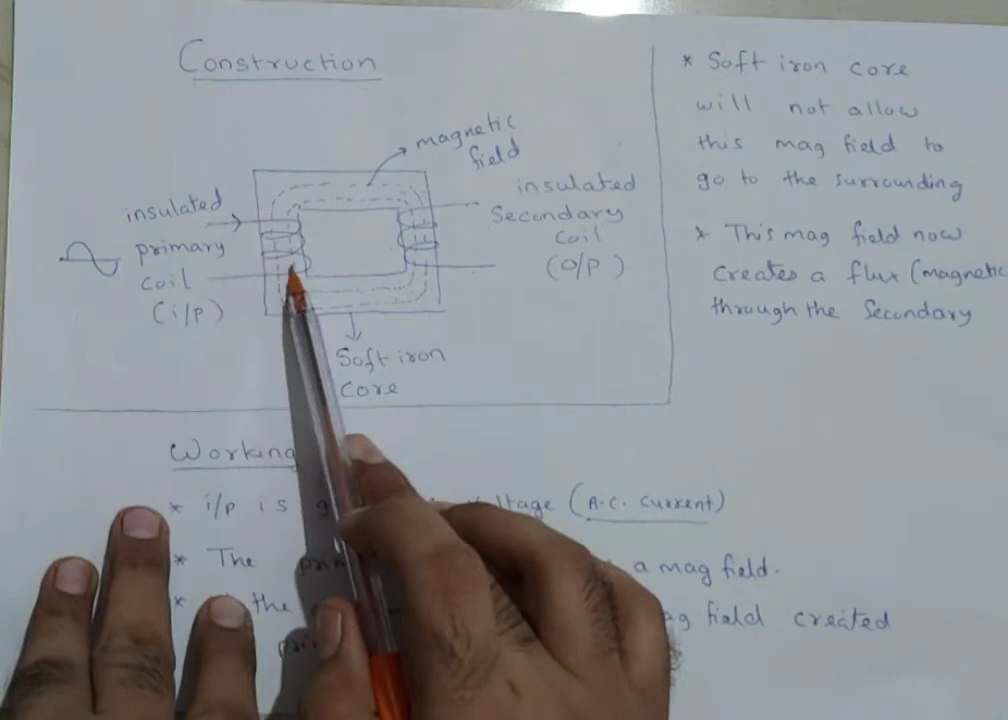 Construction
magnetic
field
insulated
primary
coil
(i/p)
insulated
Secondary
coil
(O/P)
Soft iron
Core
* Soft iron core
will not allow
this mag field to
go to the surrounding
* This mag field now
Creates a flux (magnetic
through the Secondary
Working
* i/p is (A.C. Current)
* The a mag field.
* the field created